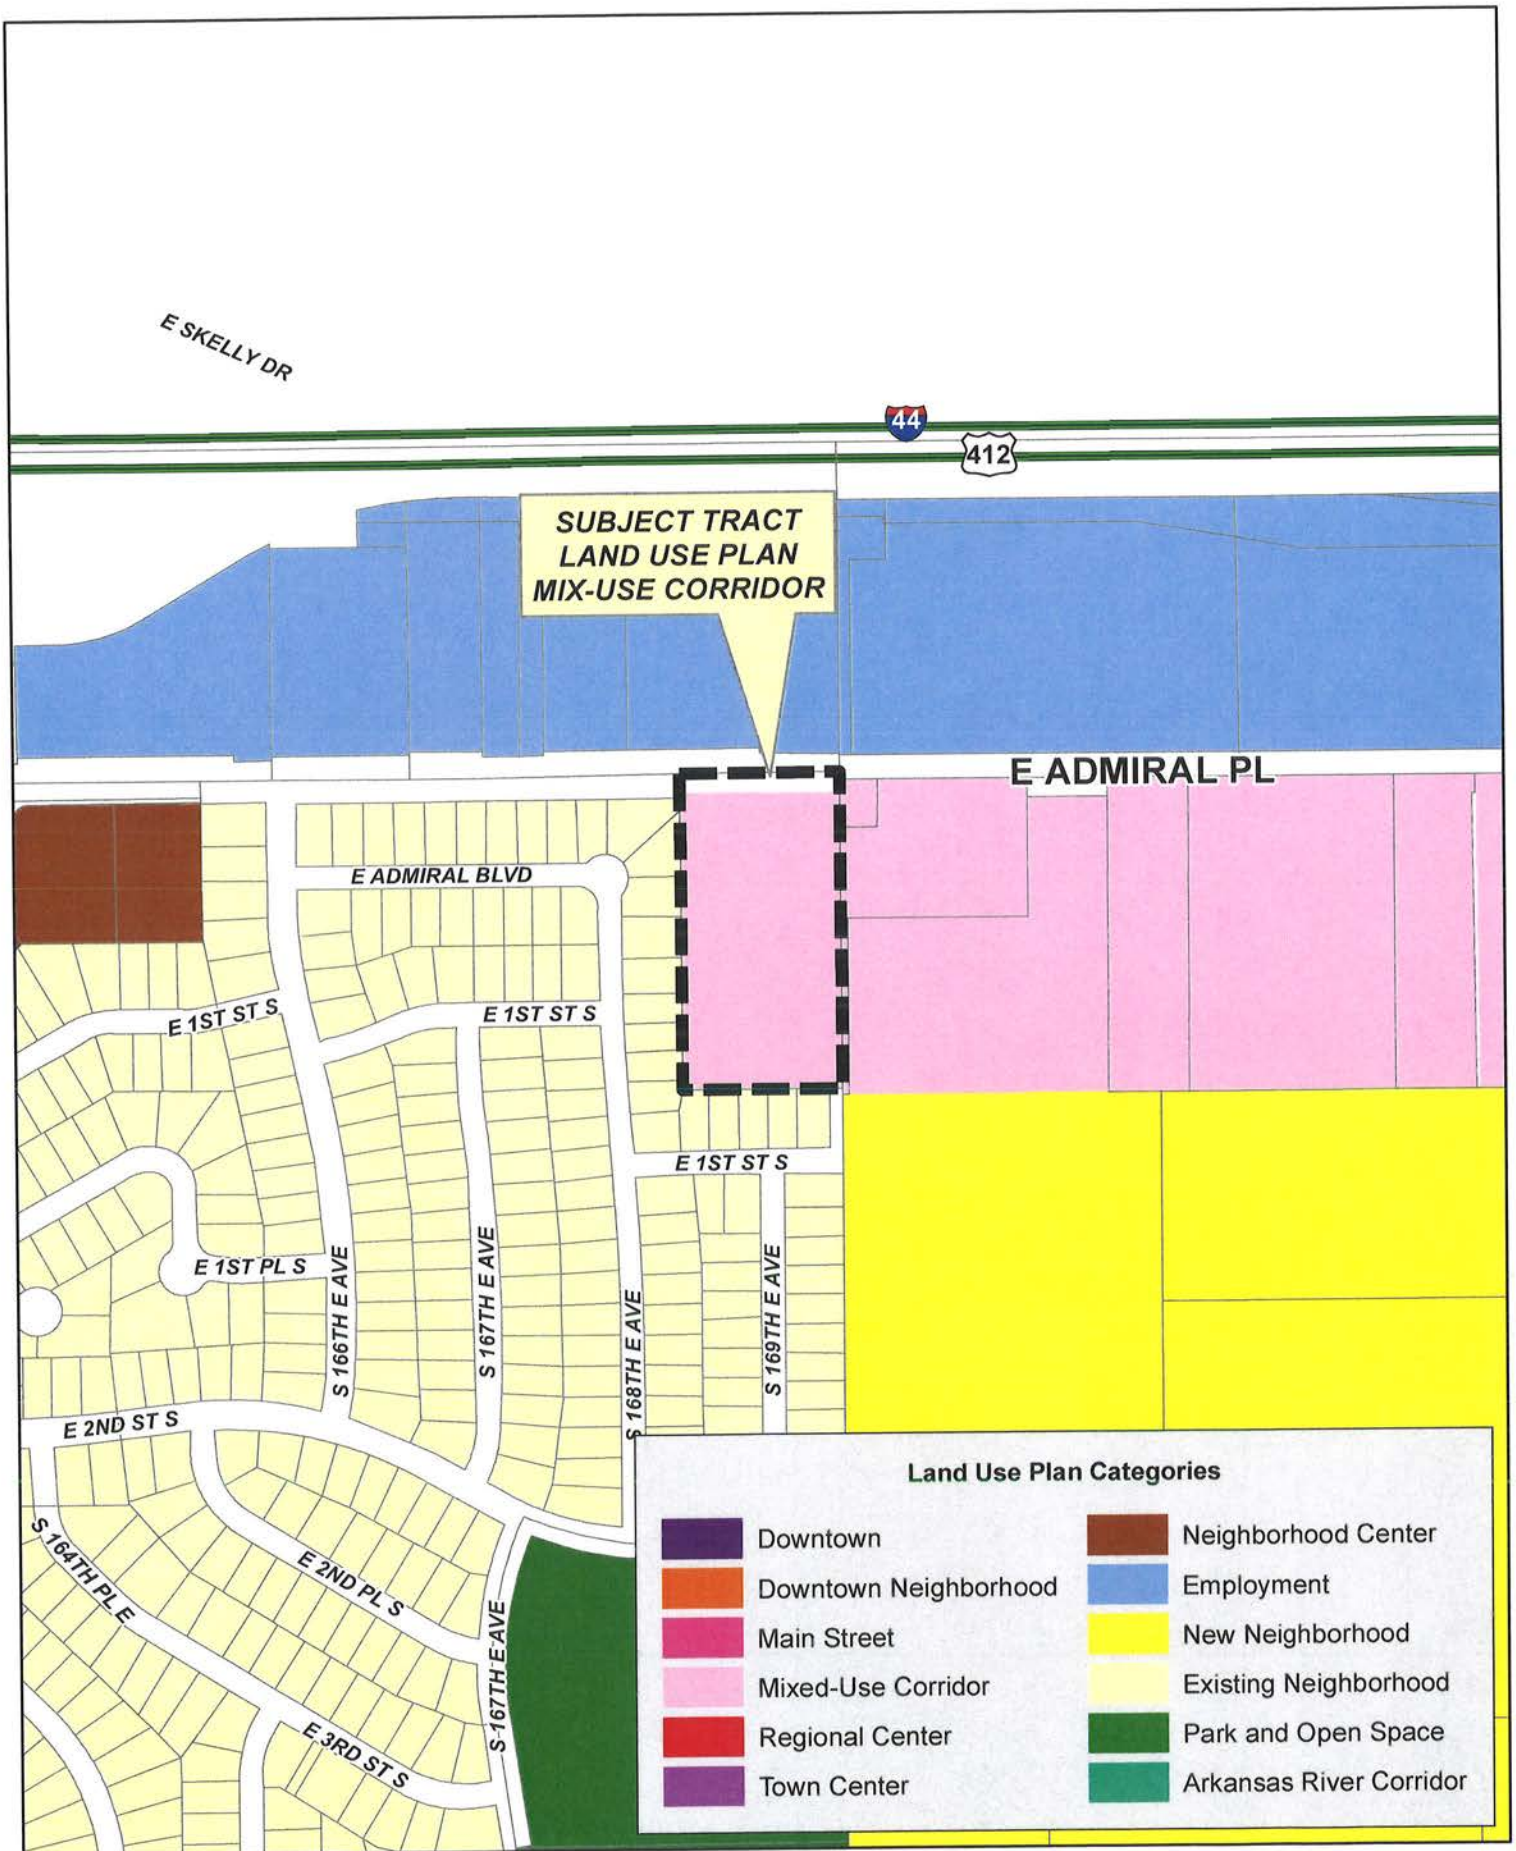 E SKELLY DR
44
412
SUBJECT TRACT
LAND USE PLAN
MIX-USE CORRIDOR
E ADMIRAL PL
E ADMIRAL BLVD
E 1ST ST S
E 1ST ST S
E 1ST ST S
E 1ST PL S
S 166TH E AVE
S 167TH E AVE
S 168TH E AVE
S 169TH E AVE
E 2ND ST S
S 164TH PL E
E 2ND PL S
S 167TH E AVE
E 3RD ST S
Land Use Plan Categories
Downtown
Downtown Neighborhood
Main Street
Mixed-Use Corridor
Regional Center
Town Center
Neighborhood Center
Employment
New Neighborhood
Existing Neighborhood
Park and Open Space
Arkansas River Corridor